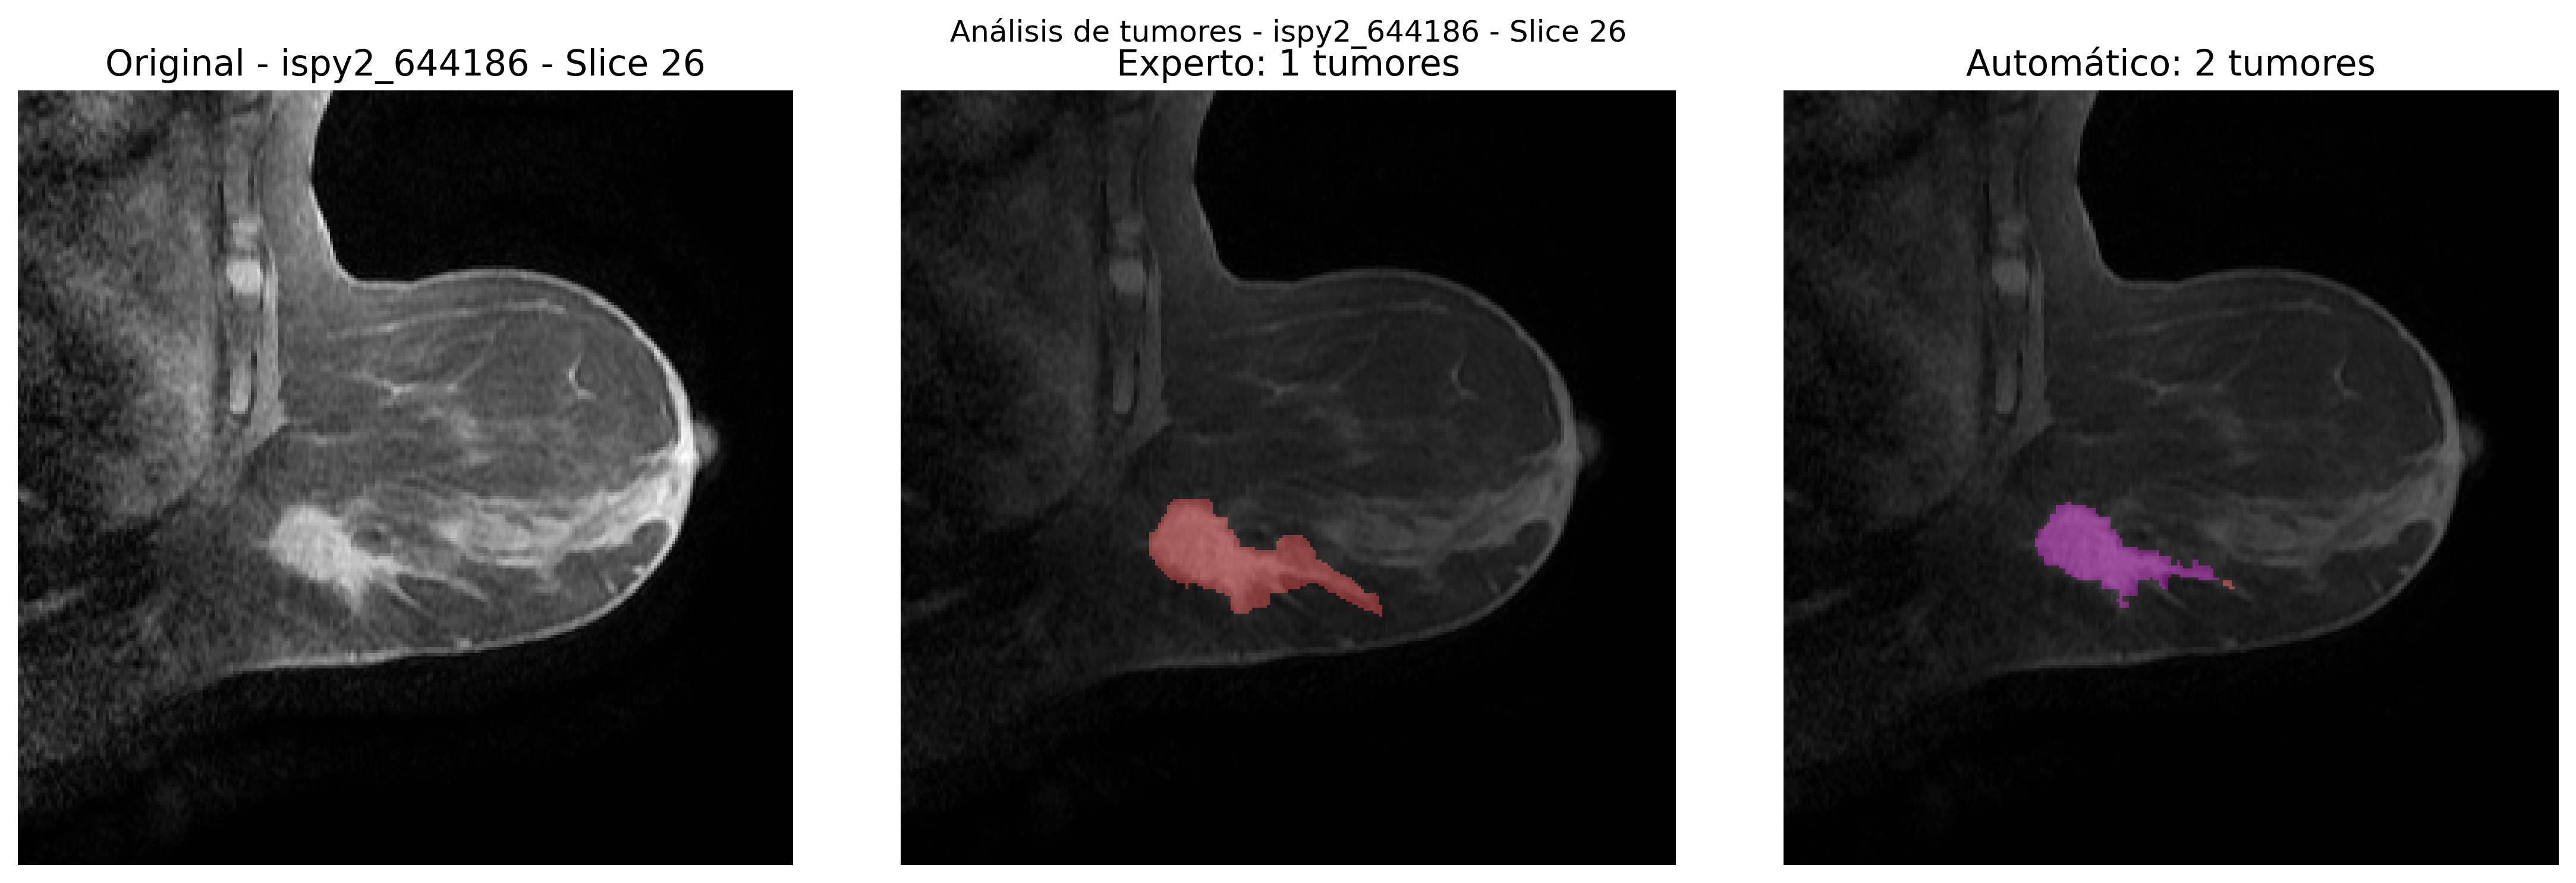 Análisis de tumores - ispy2_644186 - Slice 26
Original - ispy2_644186 - Slice 26
Experto: 1 tumores
Automático: 2 tumores